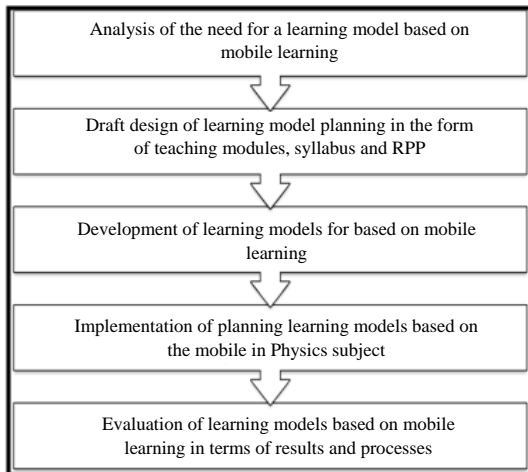 Analysis of the need for a learning model based on
mobile learning
Draft design of learning model planning in the form
of teaching modules, syllabus and RPP
Development of learning models for based on mobile
learning
Implementation of planning learning models based on
the mobile in Physics subject
Evaluation of learning models based on mobile
learning in terms of results and processes